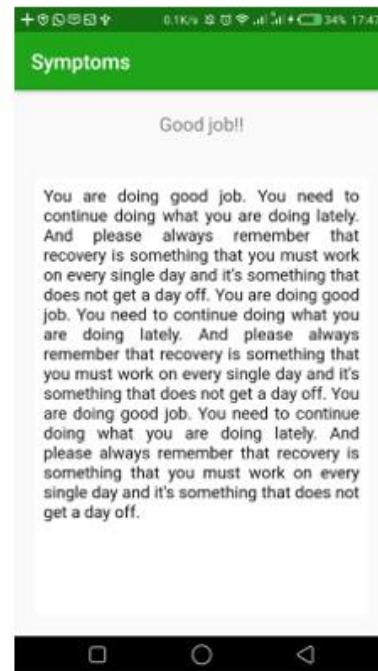 0.1K/s 34% 17:47
Symptoms
Good job!!
You are doing good job. You need to
continue doing what you are doing lately.
And please always remember that
recovery is something that you must work
on every single day and it's something that
does not get a day off. You are doing good
job. You need to continue doing what you
are doing lately. And please always
remember that recovery is something that
you must work on every single day and it's
something that does not get a day off. You
are doing good job. You need to continue
doing what you are doing lately. And
please always remember that recovery is
something that you must work on every
single day and it's something that does not
get a day off.